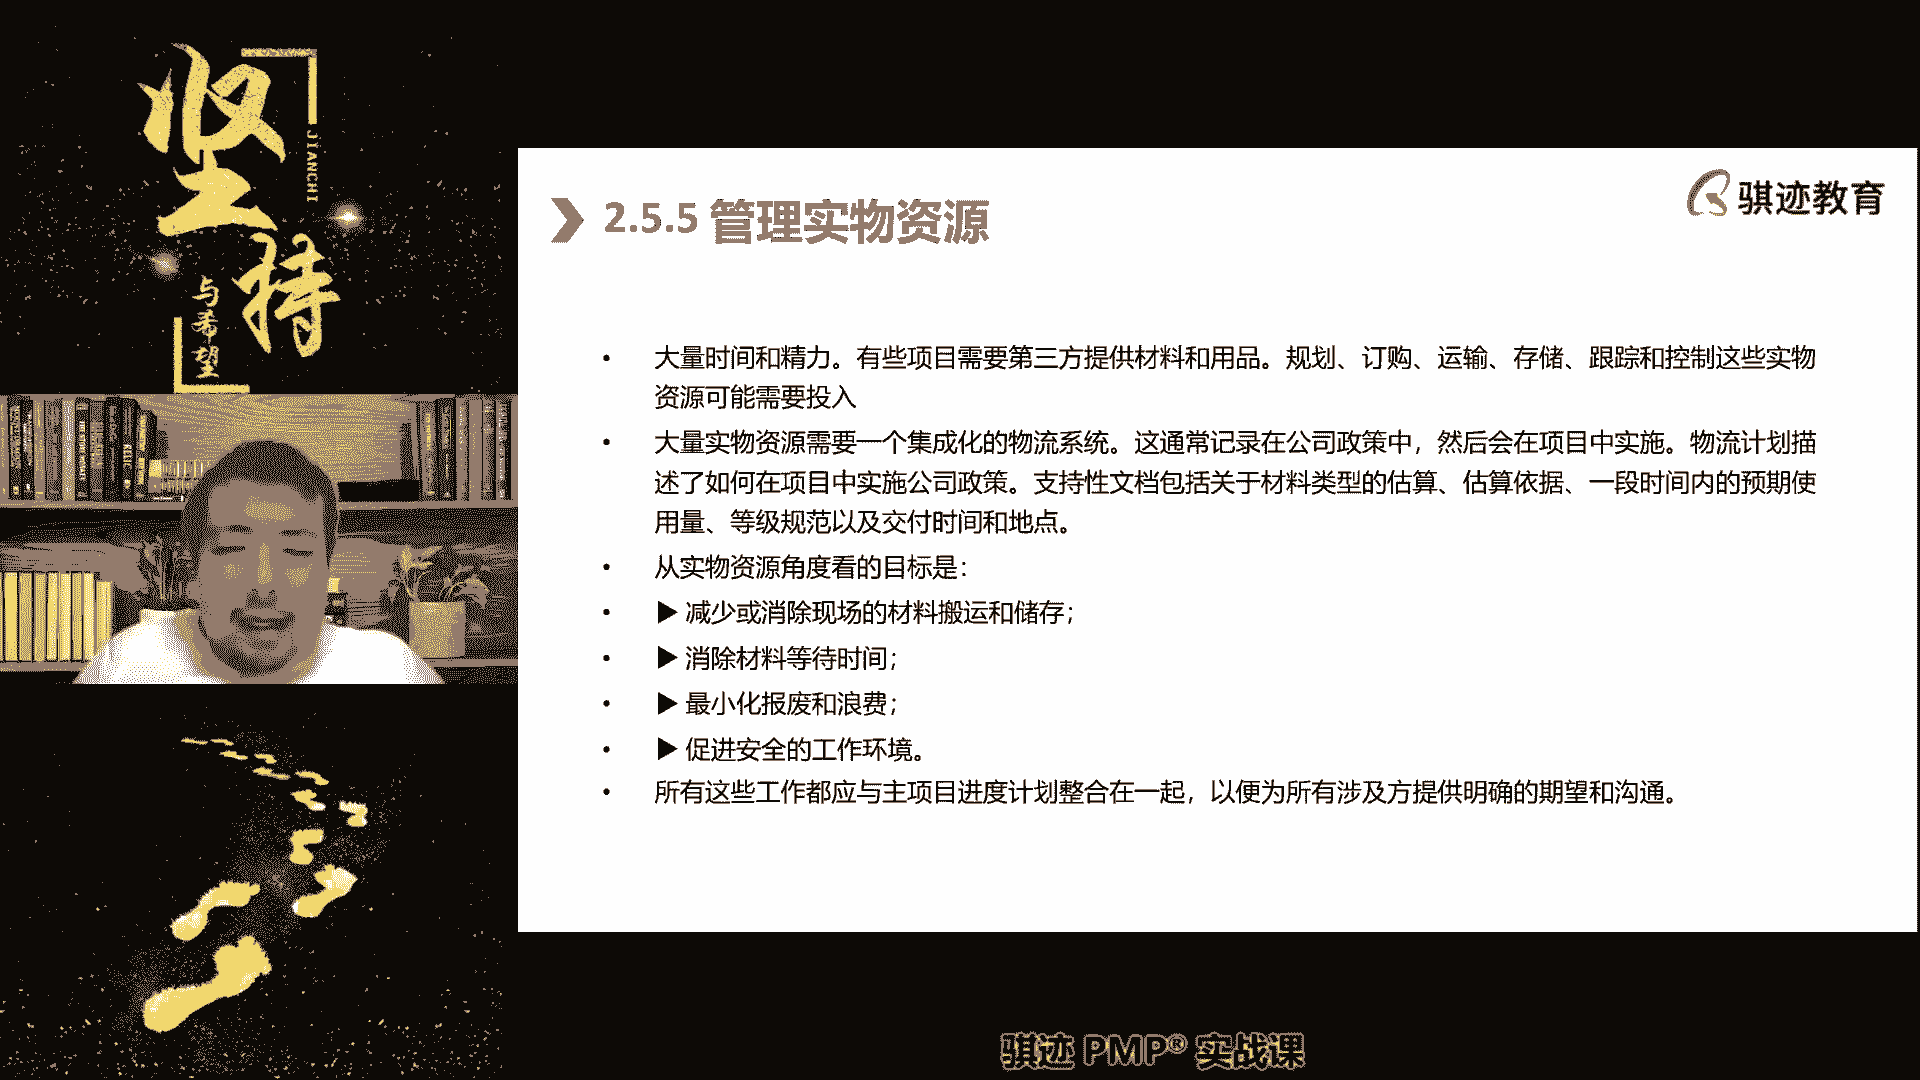 坚持
JIANCHI
与希望
骐迹教育
2.5.5 管理实物资源
• 大量时间和精力。有些项目需要第三方提供材料和用品。规划、订购、运输、存储、跟踪和控制这些实物
资源可能需要投入
• 大量实物资源需要一个集成化的物流系统。这通常记录在公司政策中，然后会在项目中实施。物流计划描
述了如何在项目中实施公司政策。支持性文档包括关于材料类型的估算、估算依据、一段时间内的预期使
用量、等级规范以及交付时间和地点。
• 从实物资源角度看的目标是：
• ▶ 减少或消除现场的材料搬运和储存；
• ▶ 消除材料等待时间；
• ▶ 最小化报废和浪费；
• ▶ 促进安全的工作环境。
• 所有这些工作都应与主项目进度计划整合在一起，以便为所有涉及方提供明确的期望和沟通。
骐迹 PMP® 实战课